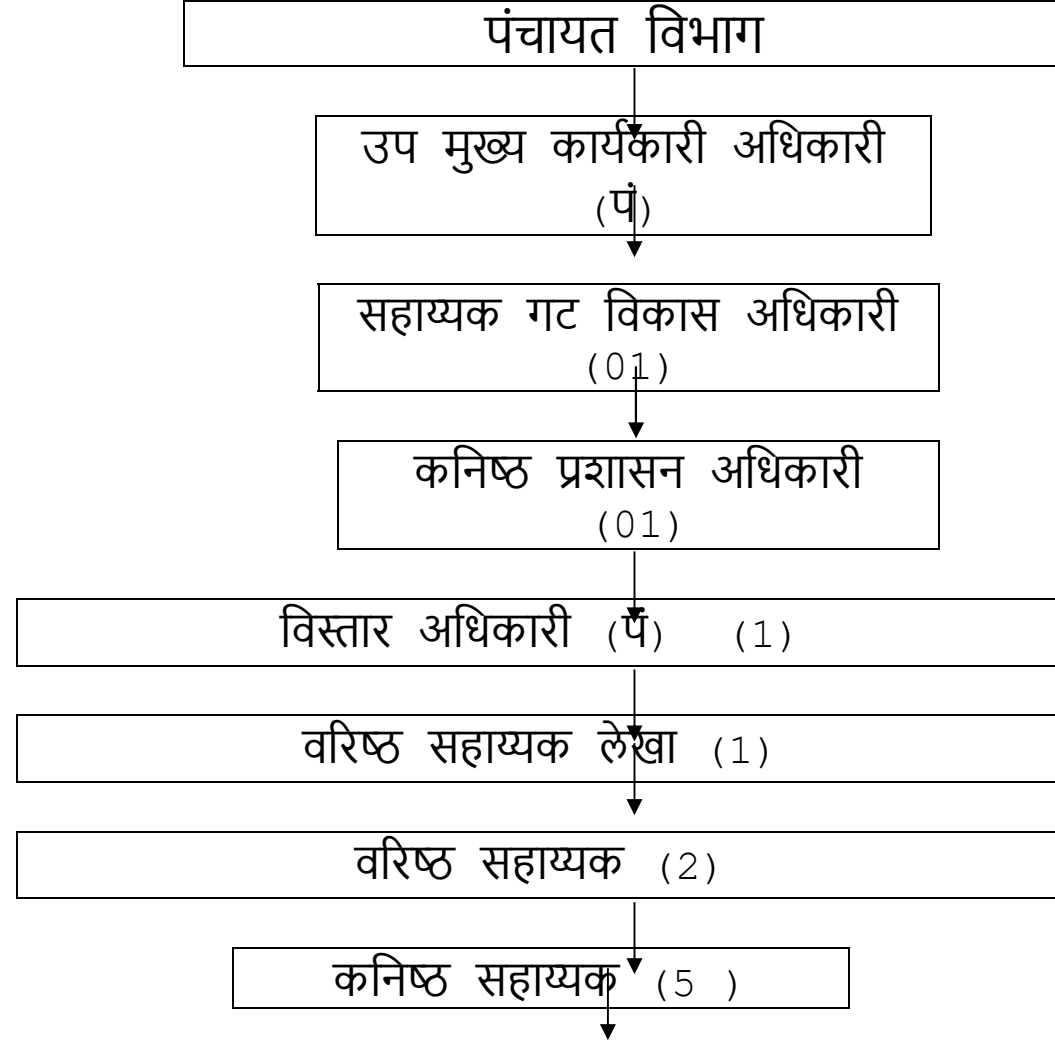 पंचायत विभाग
उप मुख्य कार्यकारी अधिकारी
(पं)
सहाय्यक गट विकास अधिकारी
(01)
कनिष्ठ प्रशासन अधिकारी
(01)
विस्तार अधिकारी (पं) (1)
वरिष्ठ सहाय्यक लेखा (1)
वरिष्ठ सहाय्यक (2)
कनिष्ठ सहाय्यक (5 )